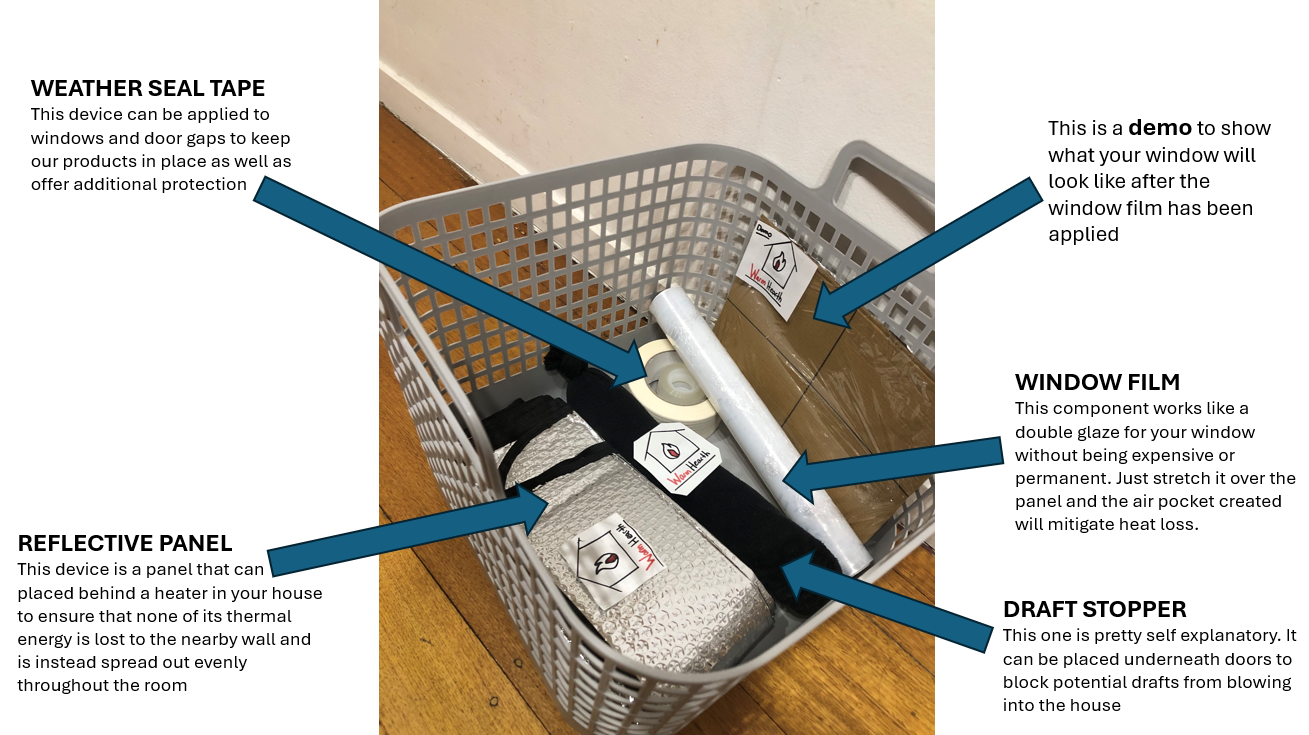 WEATHER SEAL TAPE
This device can be applied to
windows and door gaps to keep
our products in place as well as
offer additional protection
This is a demo to show
what your window will
look like after the
window film has been
applied
Demo
Warm Hearth
WINDOW FILM
This component works like a
double glaze for your window
without being expensive or
permanent. Just stretch it over the
panel and the air pocket created
will mitigate heat loss.
Warm Hearth
REFLECTIVE PANEL
This device is a panel that can
placed behind a heater in your house
to ensure that none of its thermal
energy is lost to the nearby wall and
is instead spread out evenly
throughout the room
Warm Hearth
DRAFT STOPPER
This one is pretty self explanatory. It
can be placed underneath doors to
block potential drafts from blowing
into the house